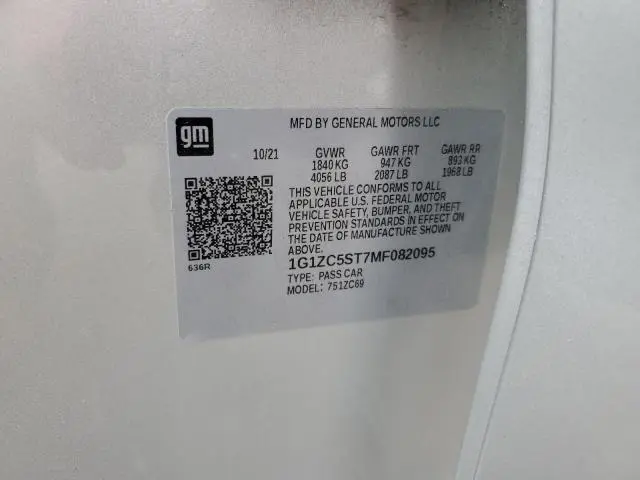 gm
MFD BY GENERAL MOTORS LLC
10/21 GVWR GAWR FRT GAWR RR
1840 KG 947 KG 893 KG
4056 LB 2087 LB 1968 LB
THIS VEHICLE CONFORMS TO ALL
APPLICABLE U.S. FEDERAL MOTOR
VEHICLE SAFETY, BUMPER, AND THEFT
PREVENTION STANDARDS IN EFFECT ON
THE DATE OF MANUFACTURE SHOWN
ABOVE.
1G1ZC5ST7MF082095
TYPE: PASS CAR
MODEL: 751ZC69
636R